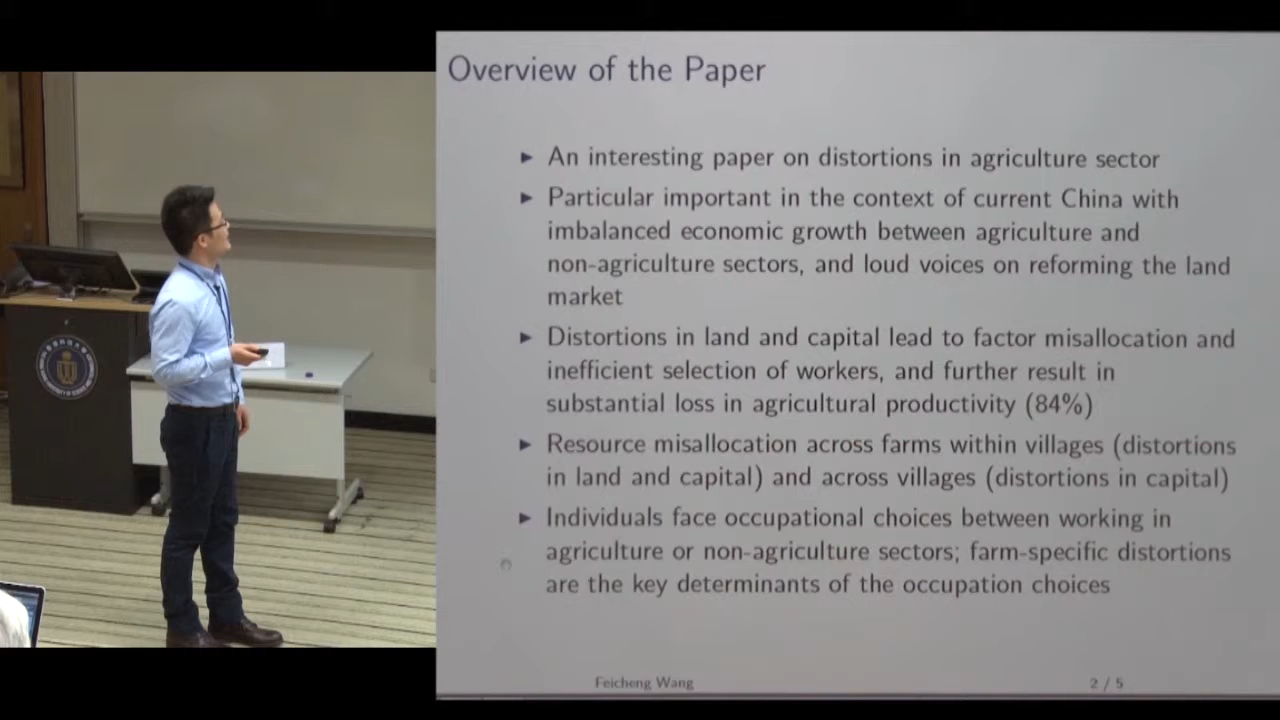 Overview of the Paper
► An interesting paper on distortions in agriculture sector
► Particular important in the context of current China with
imbalanced economic growth between agriculture and
non-agriculture sectors, and loud voices on reforming the land
market
► Distortions in land and capital lead to factor misallocation and
inefficient selection of workers, and further result in
substantial loss in agricultural productivity (84%)
► Resource misallocation across farms within villages (distortions
in land and capital) and across villages (distortions in capital)
► Individuals face occupational choices between working in
agriculture or non-agriculture sectors; farm-specific distortions
are the key determinants of the occupation choices
Feicheng Wang
2 / 5